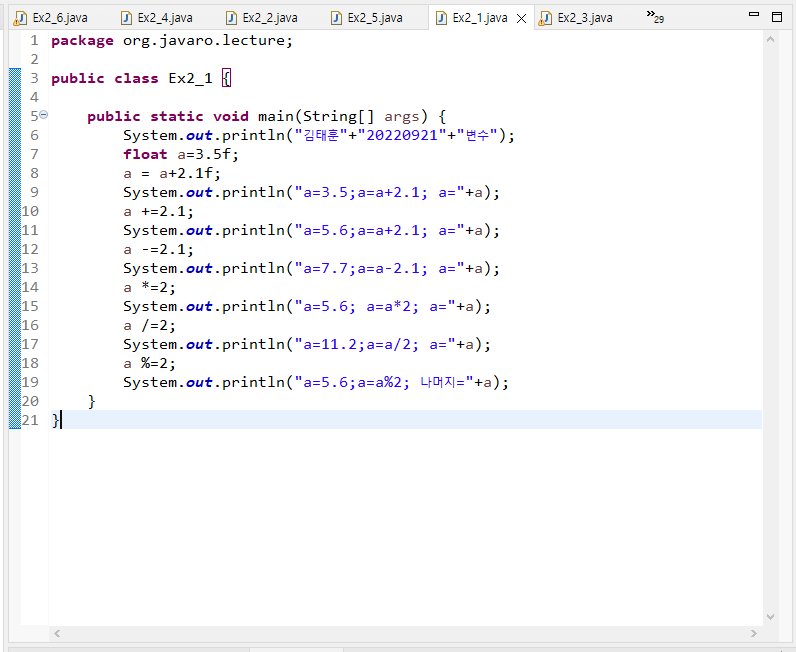 Ex2_6.java Ex2_4.java Ex2_2.java Ex2_5.java Ex2_1.java Ex2_3.java »29
1 package org.javaro.lecture;
2
3 public class Ex2_1 {
4
5 public static void main(String[] args) {
6 System.out.println("김태훈"+"20220921"+"변수");
7 float a=3.5f;
8 a = a+2.1f;
9 System.out.println("a=3.5;a=a+2.1; a="+a);
10 a +=2.1;
11 System.out.println("a=5.6;a=a+2.1; a="+a);
12 a -=2.1;
13 System.out.println("a=7.7;a=a-2.1; a="+a);
14 a *=2;
15 System.out.println("a=5.6; a=a*2; a="+a);
16 a /=2;
17 System.out.println("a=11.2;a=a/2; a="+a);
18 a %=2;
19 System.out.println("a=5.6;a=a%2; 나머지="+a);
20 }
21 }